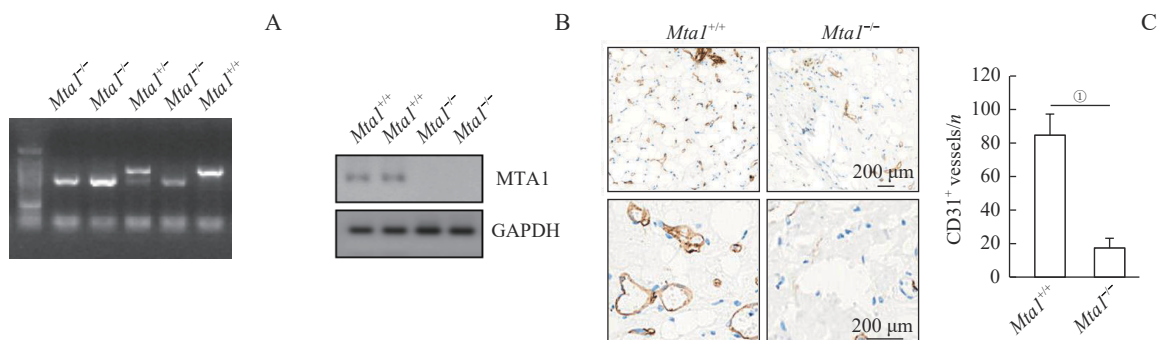 A
Mta1−/−
Mta1−/−
Mta1+/−
Mta1−/−
Mta1+/+
B
Mta1+/+
Mta1+/+
Mta1−/−
Mta1−/−
MTA1
GAPDH
C
Mta1+/+
Mta1−/−
200 μm
200 μm
120
100
80
60
40
20
0
CD31+ vessels/n
①
Mta1+/+
Mta1−/−